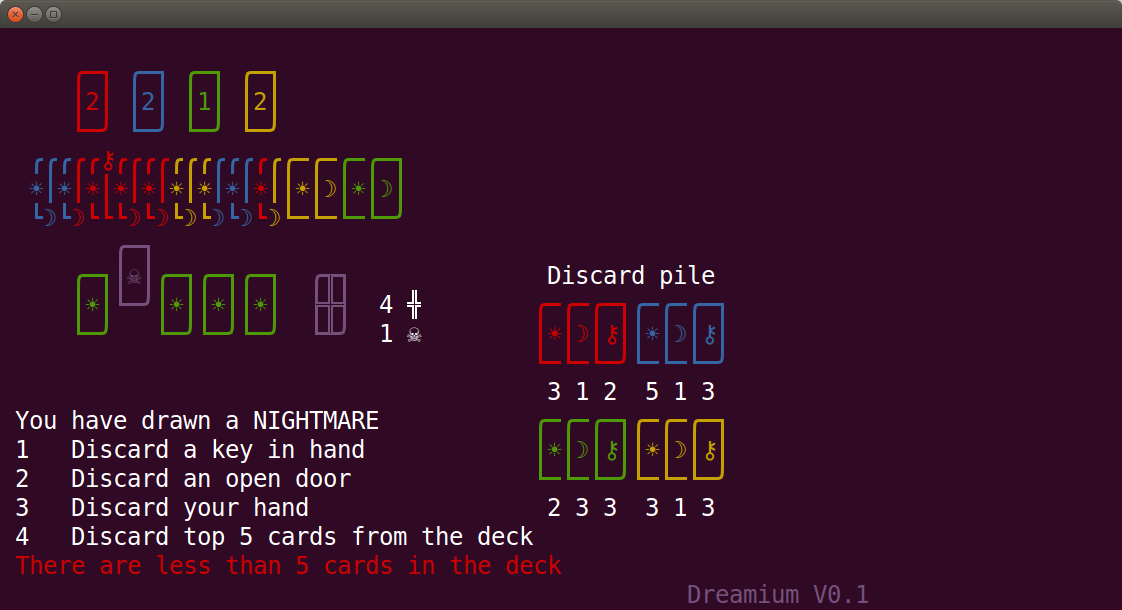 2 2 1 2
Discard pile
4 ╬
1 ☠
3 1 2 5 1 3
You have drawn a NIGHTMARE
1 Discard a key in hand
2 Discard an open door
3 Discard your hand
2 3 3 3 1 3
4 Discard top 5 cards from the deck
There are less than 5 cards in the deck
Dreamium V0.1